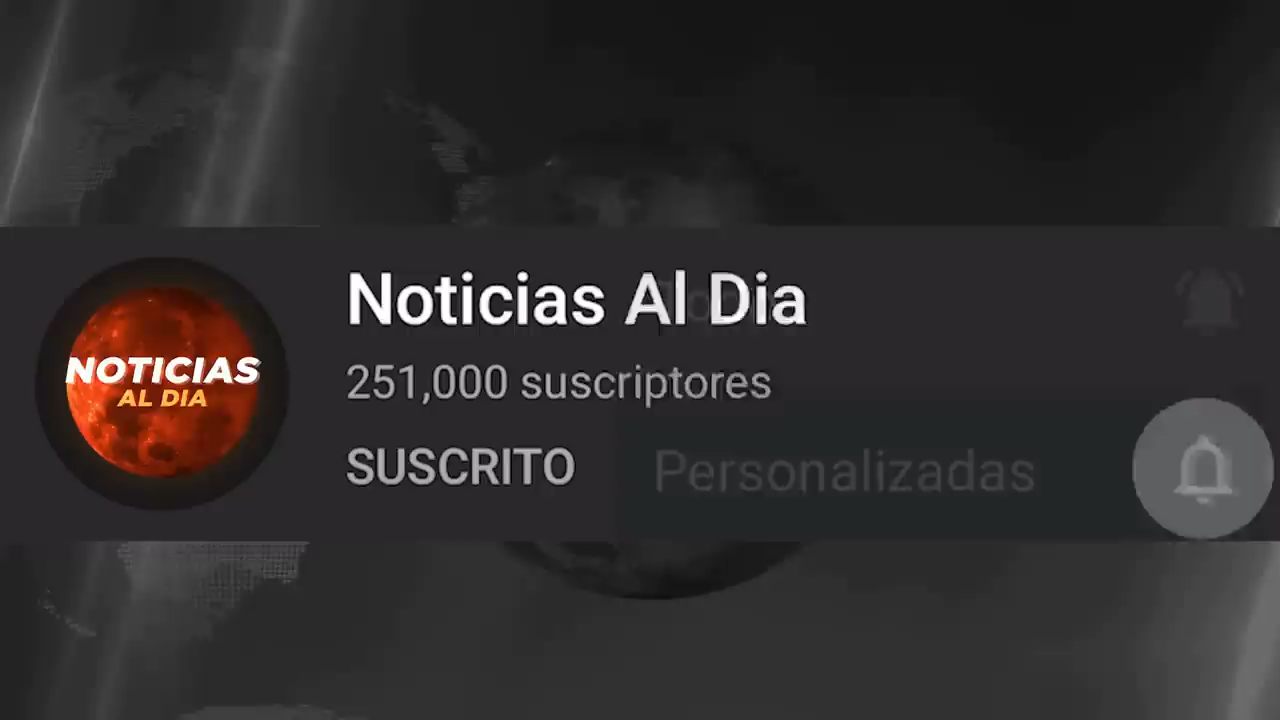 NOTICIAS
AL DIA
Noticias Al Dia
251,000 suscriptores
SUSCRITO
Personalizadas